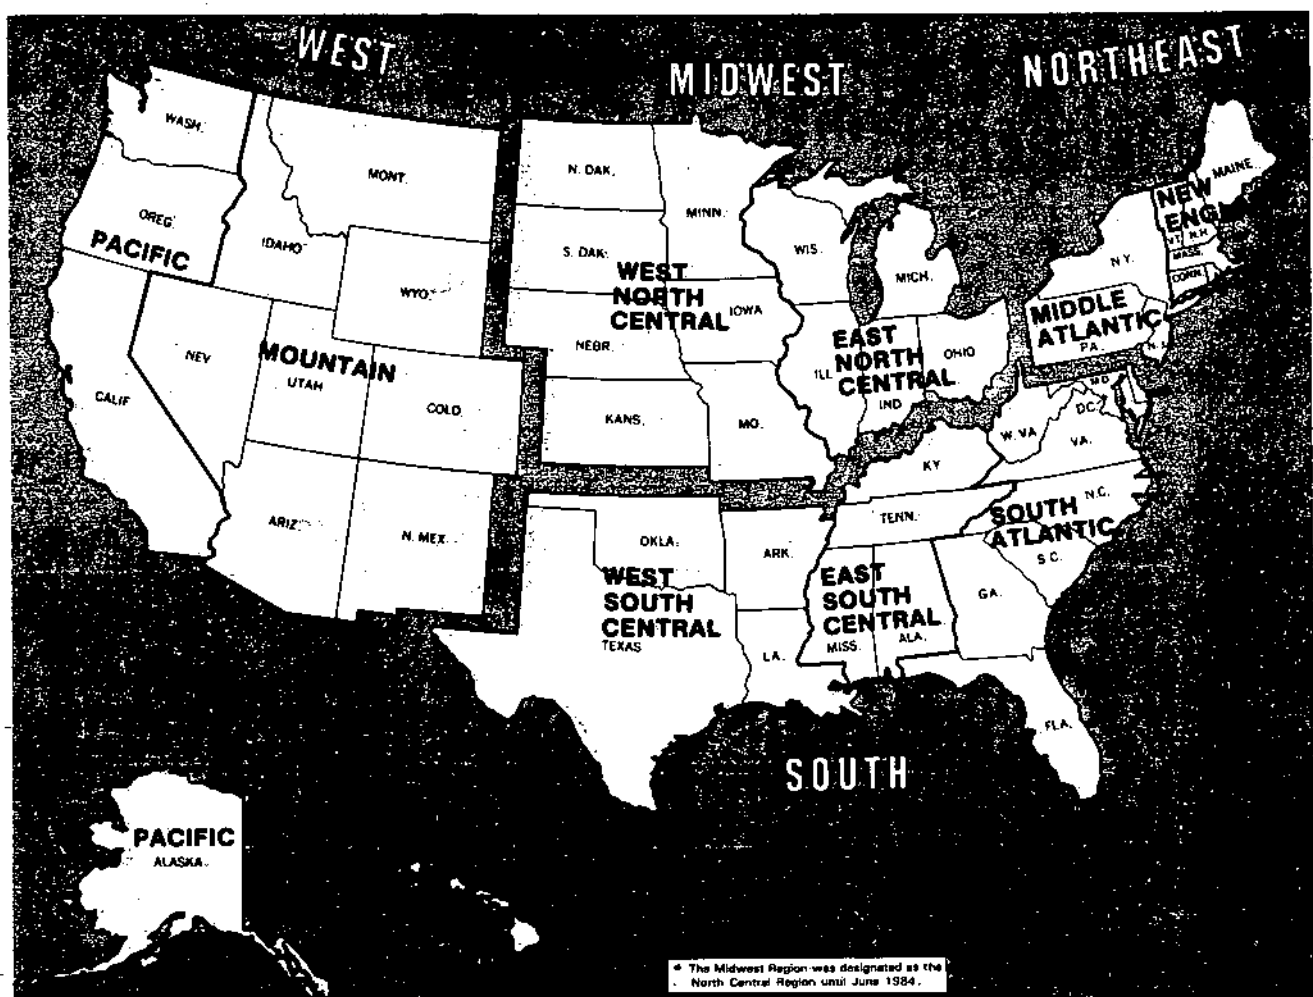 WEST
MIDWEST
NORTHEAST
WASH.
MONT.
N. DAK.
MINN.
MAINE
NEW
ENG
VT.
N.H.
MASS.
CONN.
OREG.
PACIFIC
IDAHO
S. DAK.
WIS.
MICH.
N.Y.
WYO.
WEST
NORTH
CENTRAL
IOWA
NEBR.
MIDDLE
ATLANTIC
PA.
N.J.
NEV
MOUNTAIN
UTAH
COLO.
CALIF
KANS.
MO.
ILL
EAST
NORTH
CENTRAL
IND
OHIO
MD.
DC.
W. VA
VA.
KY
ARIZ.
N. MEX.
OKLA.
ARK.
TENN.
N.C.
SOUTH
ATLANTIC
S.C.
GA.
WEST
SOUTH
CENTRAL
TEXAS
LA.
EAST
SOUTH
CENTRAL
MISS.
ALA.
FLA.
SOUTH
PACIFIC
ALASKA
* The Midwest Region was designated as the
North Central Region until June 1984.